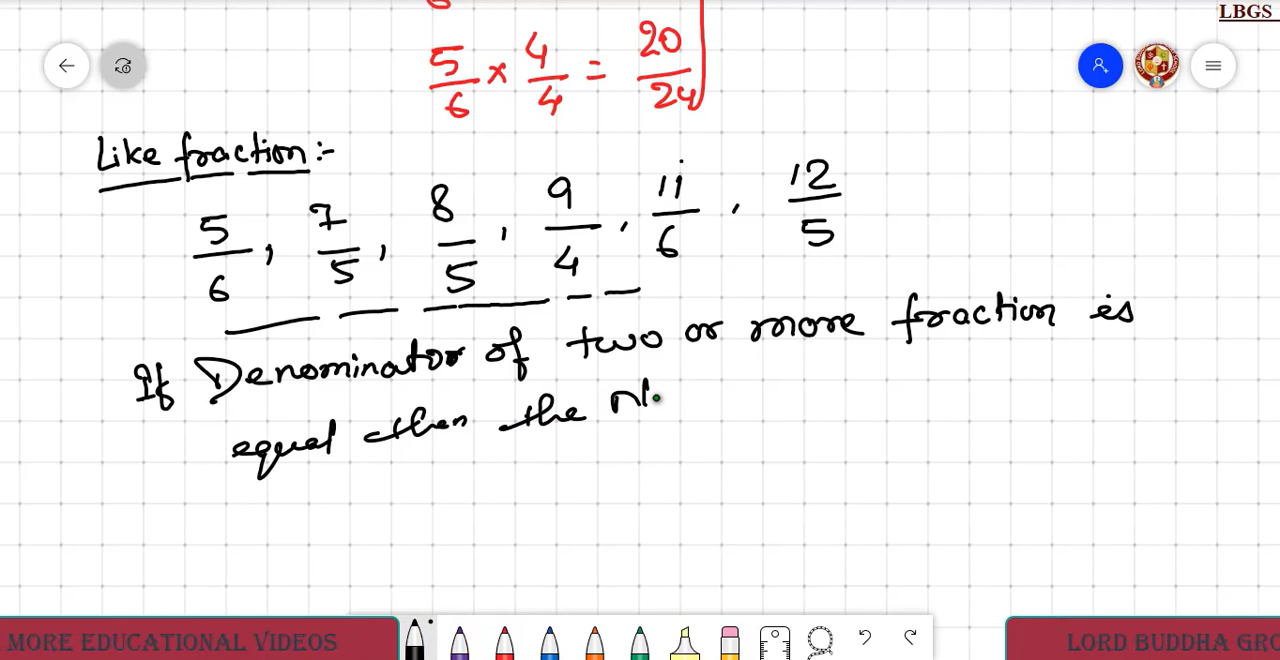 LBGS
5/6 × 4/4 = 20/24
Like fraction :-
5/6, 7/5, 8/5, 9/4, 11/6, 12/5
If Denominator of two or more fraction is
equal then the
MORE EDUCATIONAL VIDEOS
LORD BUDDHA GRO